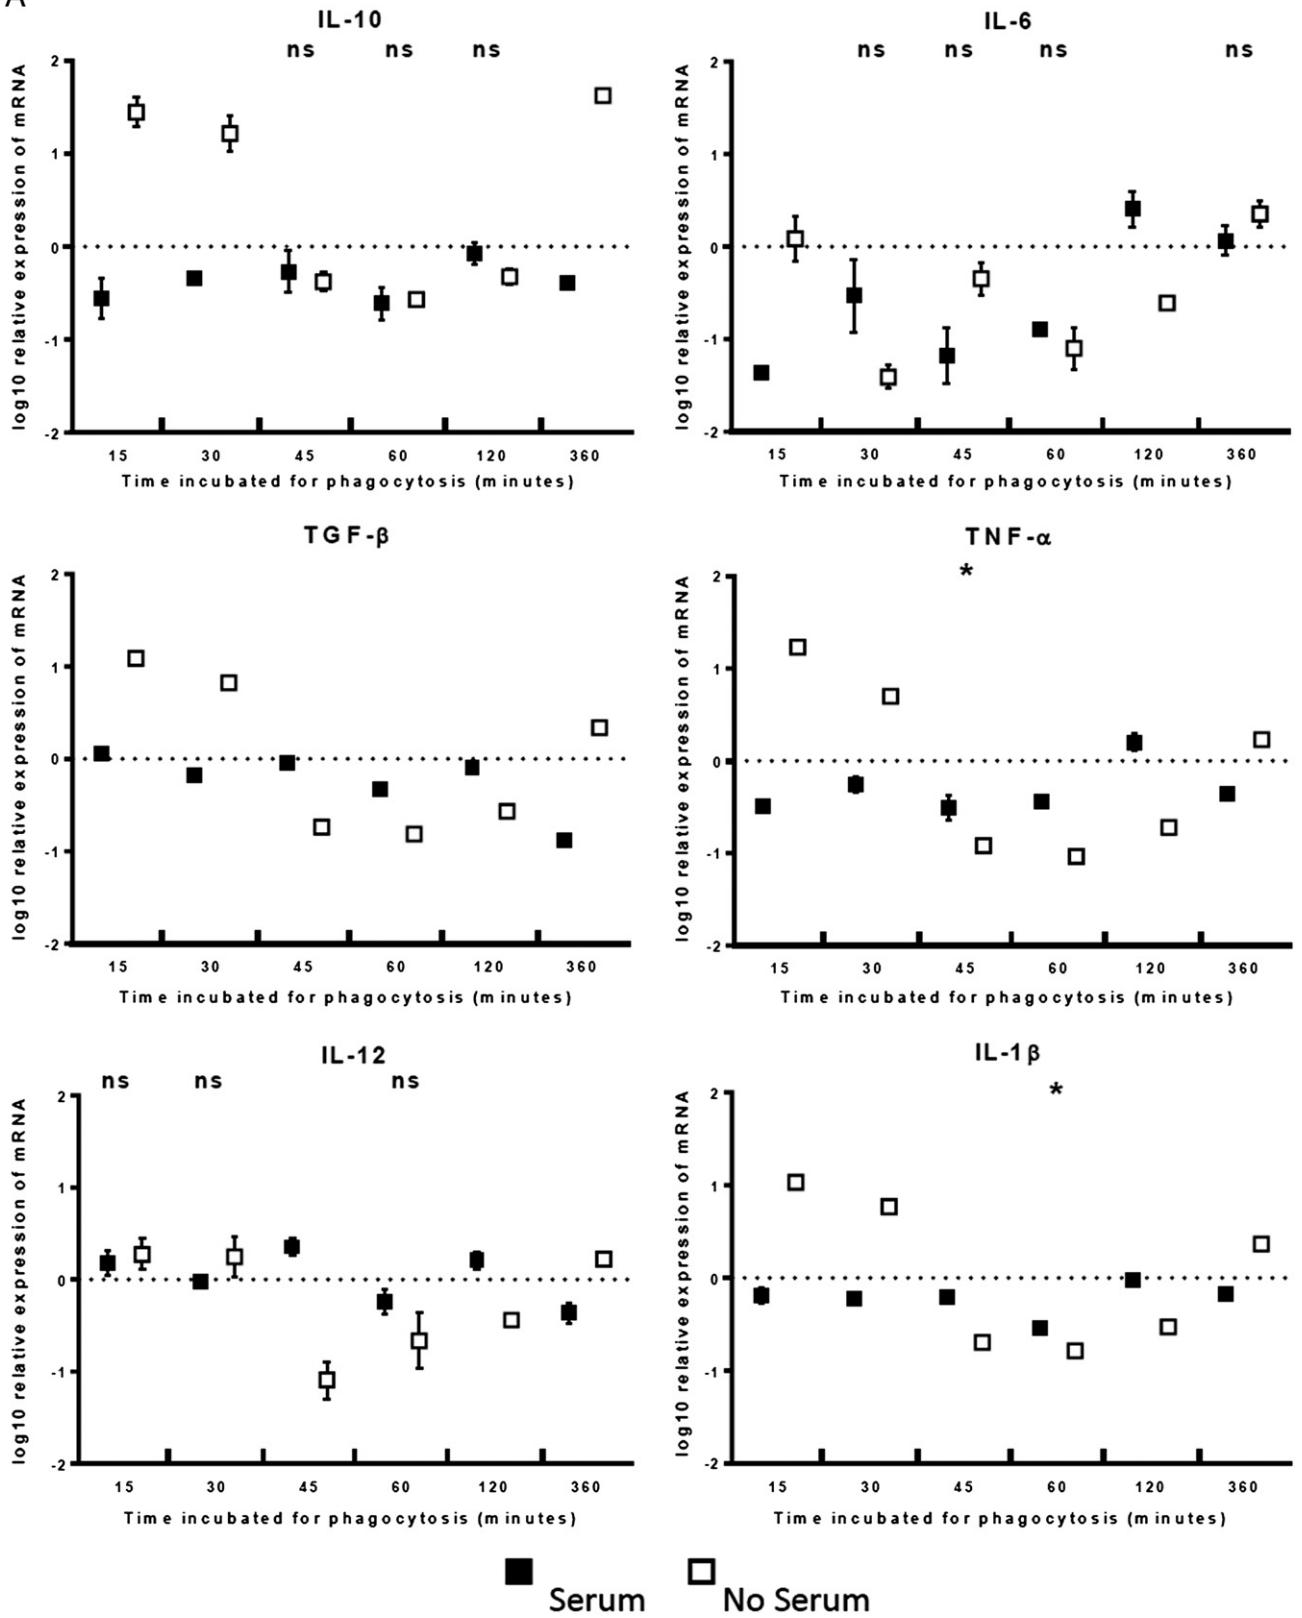 A
IL-10
ns ns ns
log10 relative expression of mRNA
2
1
0
-1
-2
15 30 45 60 120 360
Time incubated for phagocytosis (minutes)
IL-6
ns ns ns ns
log10 relative expression of mRNA
2
1
0
-1
-2
15 30 45 60 120 360
Time incubated for phagocytosis (minutes)
TGF-β
log10 relative expression of mRNA
2
1
0
-1
-2
15 30 45 60 120 360
Time incubated for phagocytosis (minutes)
TNF-α
*
log10 relative expression of mRNA
2
1
0
-1
-2
15 30 45 60 120 360
Time incubated for phagocytosis (minutes)
IL-12
ns ns ns
log10 relative expression of mRNA
2
1
0
-1
-2
15 30 45 60 120 360
Time incubated for phagocytosis (minutes)
IL-1β
*
log10 relative expression of mRNA
2
1
0
-1
-2
15 30 45 60 120 360
Time incubated for phagocytosis (minutes)
Serum No Serum